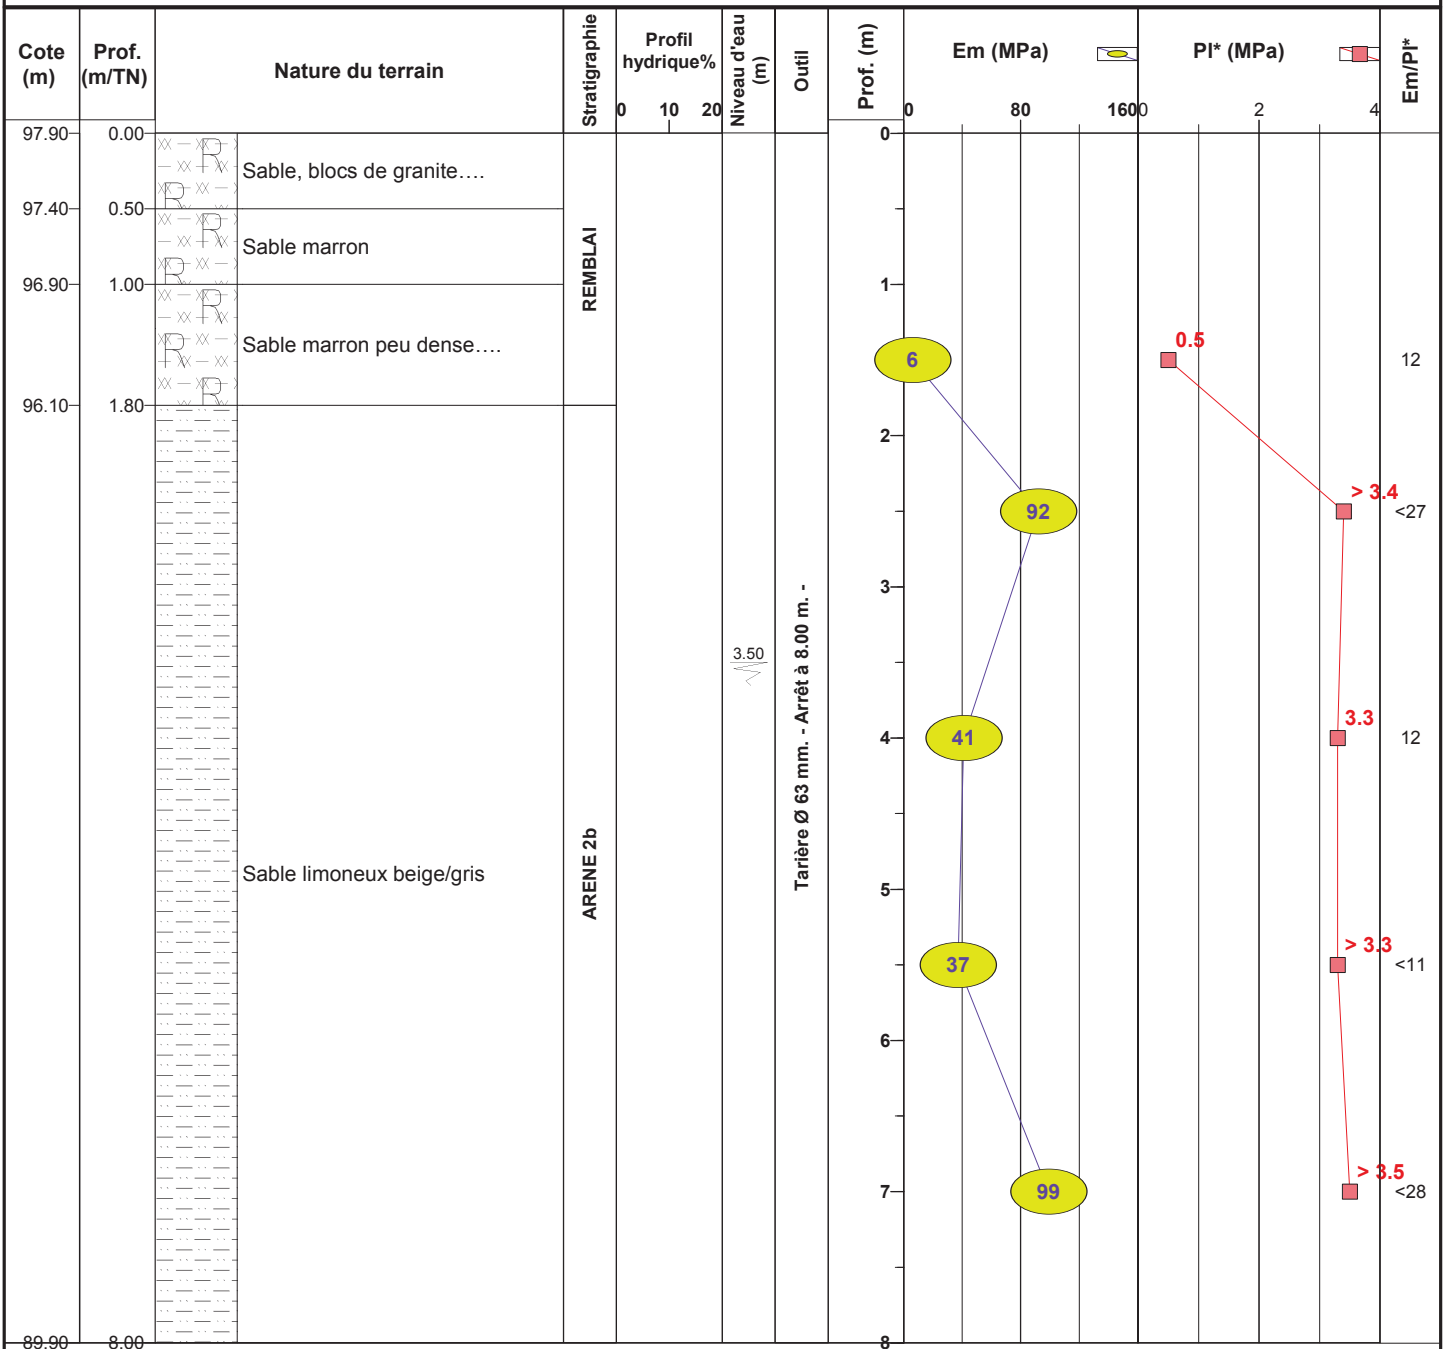 Cote (m)
Prof. (m/TN)
Nature du terrain
Stratigraphie
Profil hydrique%
0 10 20
Niveau d'eau (m)
Outil
Prof. (m)
Em (MPa)
0 80 160
Pl* (MPa)
0 2 4
Em/Pl*
97.90 0.00
Sable, blocs de granite….
97.40 0.50
Sable marron
96.90 1.00
Sable marron peu dense….
96.10 1.80
Sable limoneux beige/gris
89.90 8.00
R
R
R
R
R
R
R
REMBLAI
ARENE 2b
3.50
Tarière Ø 63 mm. - Arrêt à 8.00 m. -
0
1
6 0.5 12
2
92 > 3.4 <27
3
4 41 3.3 12
5
37 > 3.3 <11
6
7 99 > 3.5 <28
8